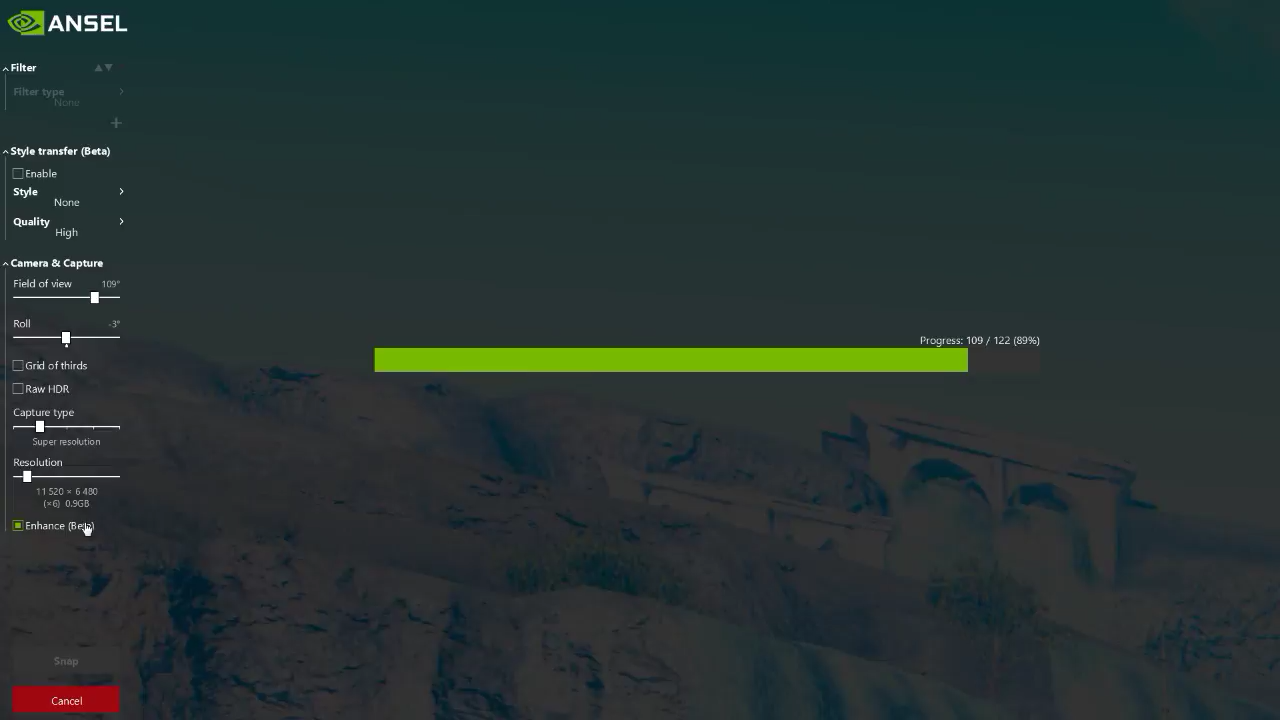 ANSEL
Filter
Filter type
None
Style transfer (Beta)
Enable
Style
None
Quality
High
Camera & Capture
Field of view 109°
Roll -3°
Grid of thirds
Raw HDR
Capture type
Super resolution
Resolution
11 520 × 6 480
(×6) 0.9GB
Enhance (Beta)
Progress: 109 / 122 (89%)
Snap
Cancel